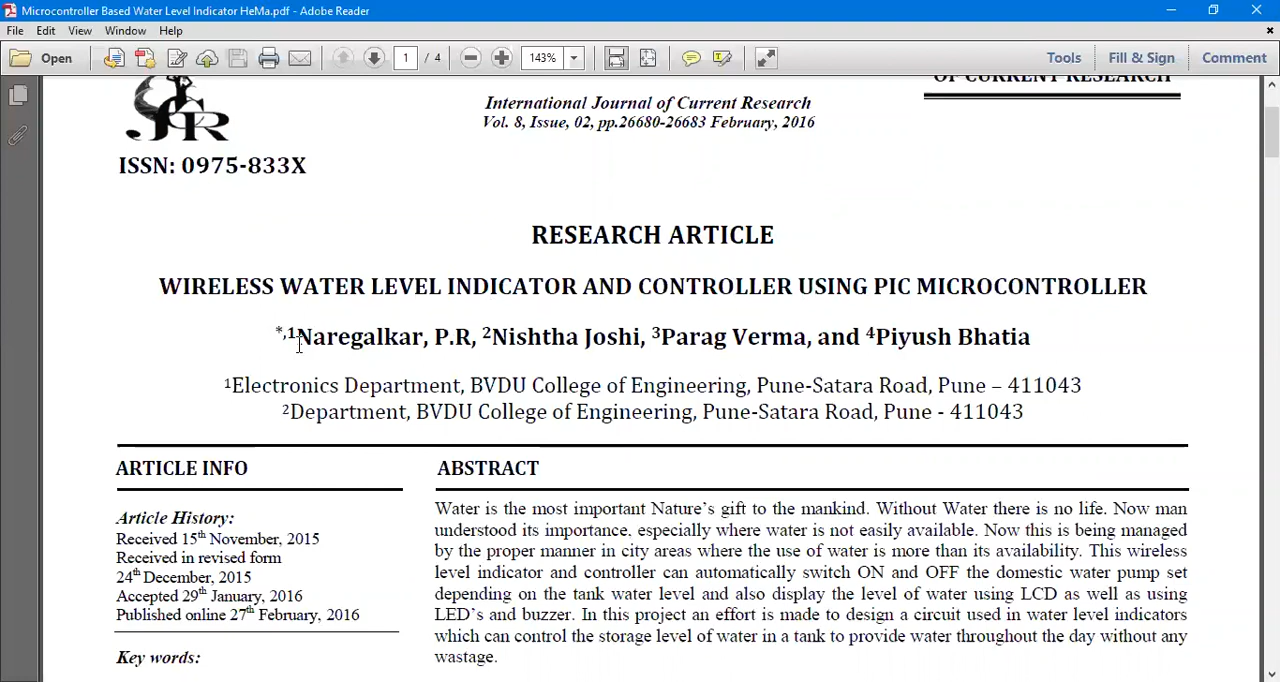 Microcontroller Based Water Level Indicator HeMa.pdf - Adobe Reader
File Edit View Window Help
Open 1 / 4 143% Tools Fill & Sign Comment
OF CURRENT RESEARCH
International Journal of Current Research
Vol. 8, Issue, 02, pp.26680-26683 February, 2016
ISSN: 0975-833X
RESEARCH ARTICLE
WIRELESS WATER LEVEL INDICATOR AND CONTROLLER USING PIC MICROCONTROLLER
*,1Naregalkar, P.R, 2Nishtha Joshi, 3Parag Verma, and 4Piyush Bhatia
1Electronics Department, BVDU College of Engineering, Pune-Satara Road, Pune – 411043
2Department, BVDU College of Engineering, Pune-Satara Road, Pune - 411043
ARTICLE INFO
Article History:
Received 15th November, 2015
Received in revised form
24th December, 2015
Accepted 29th January, 2016
Published online 27th February, 2016
Key words:
ABSTRACT
Water is the most important Nature's gift to the mankind. Without Water there is no life. Now man
understood its importance, especially where water is not easily available. Now this is being managed
by the proper manner in city areas where the use of water is more than its availability. This wireless
level indicator and controller can automatically switch ON and OFF the domestic water pump set
depending on the tank water level and also display the level of water using LCD as well as using
LED's and buzzer. In this project an effort is made to design a circuit used in water level indicators
which can control the storage level of water in a tank to provide water throughout the day without any
wastage.